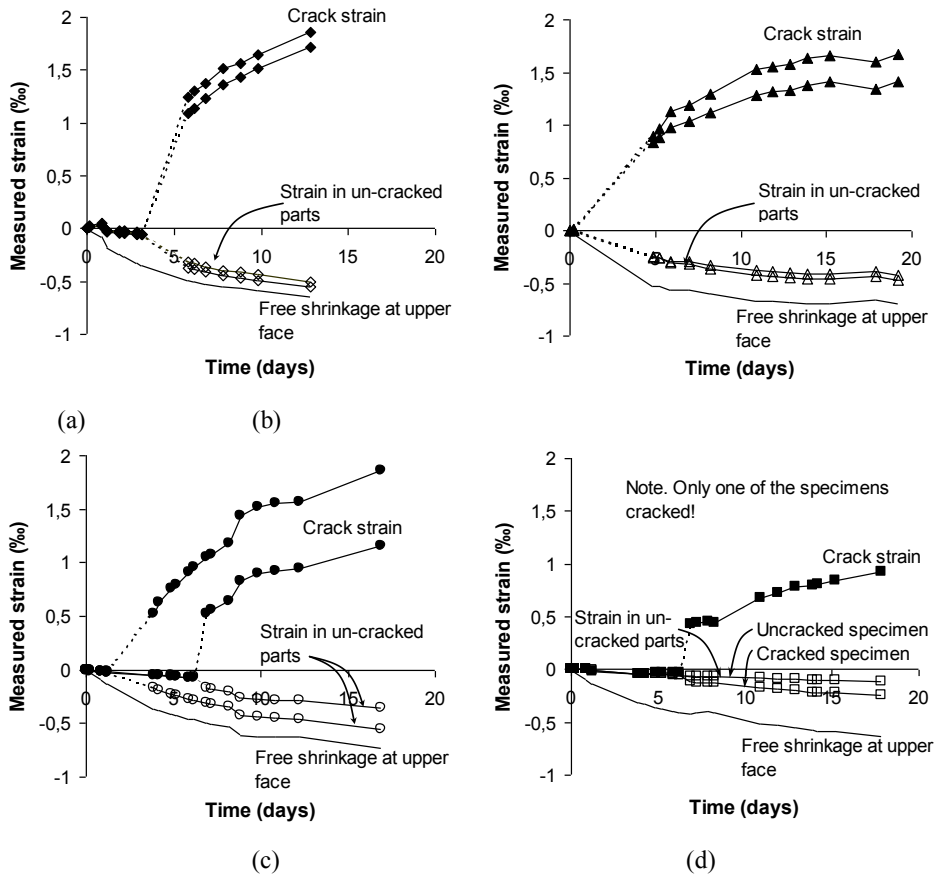 2
Crack strain
1,5
1
0,5
0
-0,5
-1
Measured strain (‰)
Strain in un-cracked
parts
0 5 10 15 20
Free shrinkage at upper
face
Time (days)
(a)
2
Crack strain
1,5
1
0,5
0
-0,5
-1
Measured strain (‰)
Strain in un-cracked
parts
0 5 10 15 20
Free shrinkage at upper
face
Time (days)
(b)
2
1,5
1
0,5
0
-0,5
-1
Measured strain (‰)
Crack strain
Strain in un-cracked
parts
0 5 10 15 20
Free shrinkage at upper
face
Time (days)
(c)
2
1,5
1
0,5
0
-0,5
-1
Measured strain (‰)
Note. Only one of the specimens
cracked!
Crack strain
Strain in un-
cracked parts
Uncracked specimen
Cracked specimen
0 5 10 15 20
Free shrinkage at upper
face
Time (days)
(d)